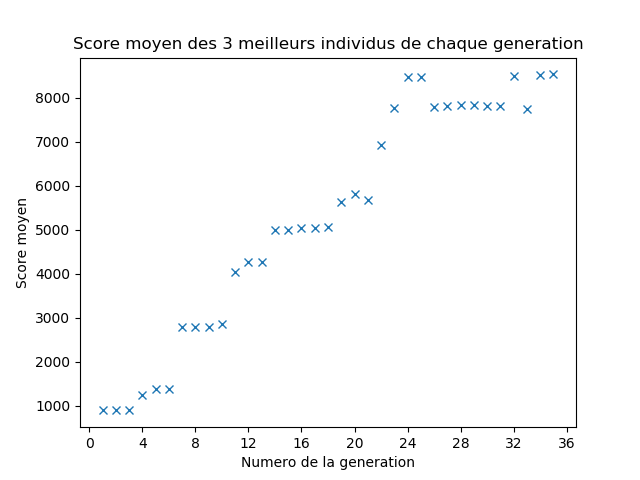 Score moyen des 3 meilleurs individus de chaque generation
8000
7000
6000
5000
4000
3000
2000
1000
Score moyen
0 4 8 12 16 20 24 28 32 36
Numero de la generation